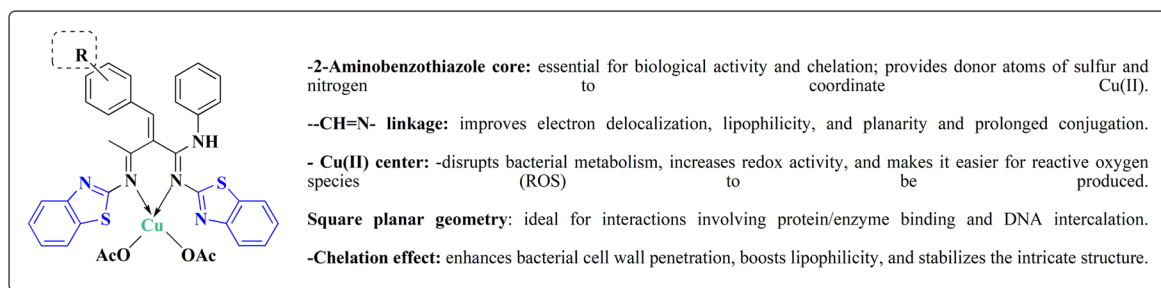 R
NH
N
N
N
S
S
N
Cu
AcO
OAc
-2-Aminobenzothiazole core: essential for biological activity and chelation; provides donor atoms of sulfur and
nitrogen to coordinate Cu(II).
--CH=N- linkage: improves electron delocalization, lipophilicity, and planarity and prolonged conjugation.
- Cu(II) center: -disrupts bacterial metabolism, increases redox activity, and makes it easier for reactive oxygen
species (ROS) to be produced.
Square planar geometry: ideal for interactions involving protein/enzyme binding and DNA intercalation.
-Chelation effect: enhances bacterial cell wall penetration, boosts lipophilicity, and stabilizes the intricate structure.